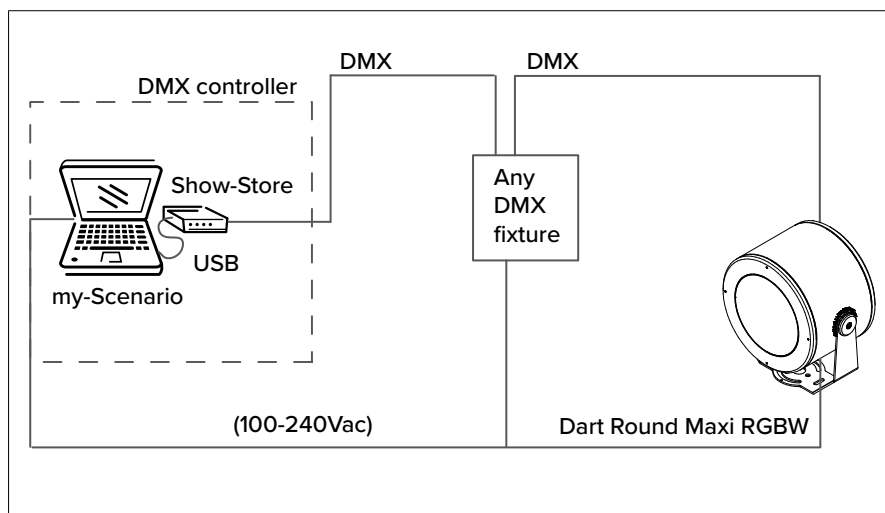 DMX
DMX
DMX controller
Show-Store
Any
DMX
fixture
USB
my-Scenario
(100-240Vac)
Dart Round Maxi RGBW